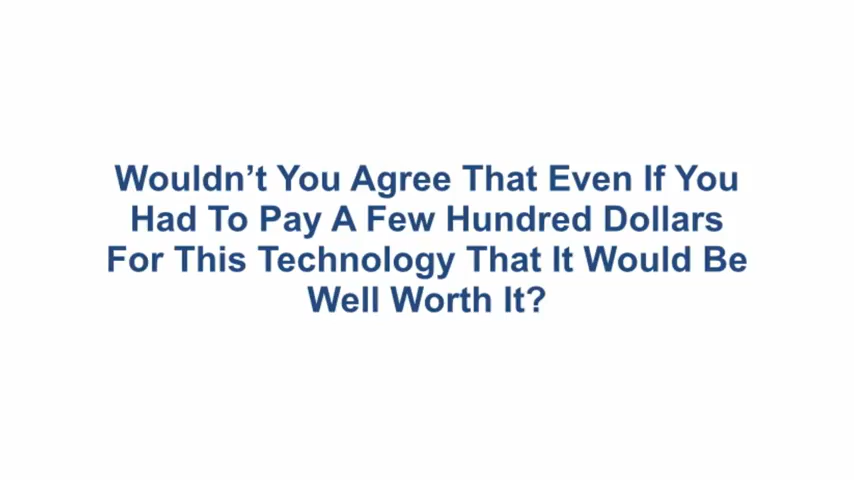 Wouldn’t You Agree That Even If You
Had To Pay A Few Hundred Dollars
For This Technology That It Would Be
Well Worth It?